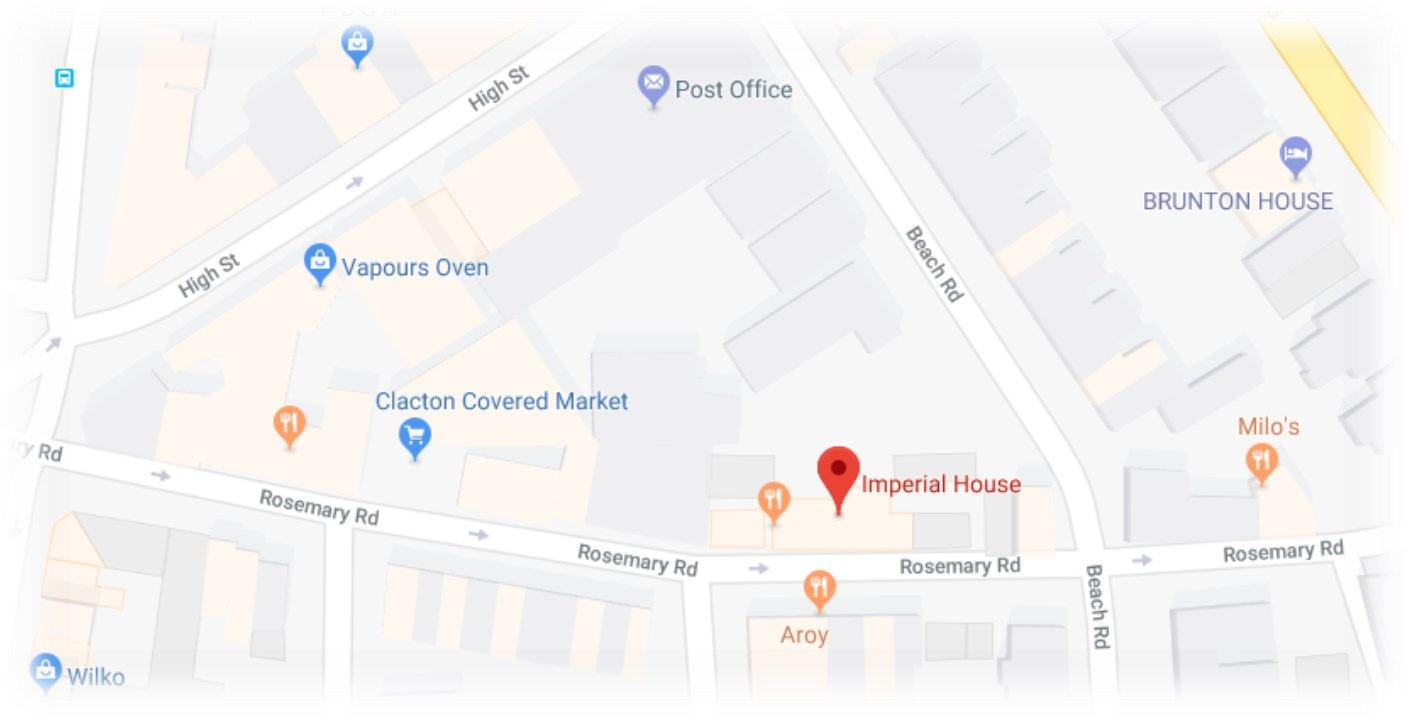 High St
Post Office
BRUNTON HOUSE
Beach Rd
High St
Vapours Oven
Clacton Covered Market
Milo's
Rd
Imperial House
Rosemary Rd
Rosemary Rd
Rosemary Rd
Rosemary Rd
Beach Rd
Aroy
Wilko